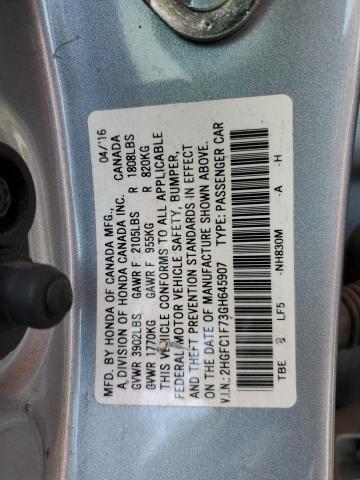 MFD. BY HONDA OF CANADA MFG., 04/'16
A DIVISION OF HONDA CANADA INC. CANADA
GVWR 3902LBS GAWR F 2105LBS R 1808LBS
GVWR 1770KG GAWR F 955KG R 820KG
THIS VEHICLE CONFORMS TO ALL APPLICABLE
FEDERAL MOTOR VEHICLE SAFETY, BUMPER,
AND THEFT PREVENTION STANDARDS IN EFFECT
ON THE DATE OF MANUFACTURE SHOWN ABOVE.
V.I.N.: 2HGFC1F73GH645907 TYPE: PASSENGER CAR
TBE 8 LF5 -NH830M -A -H